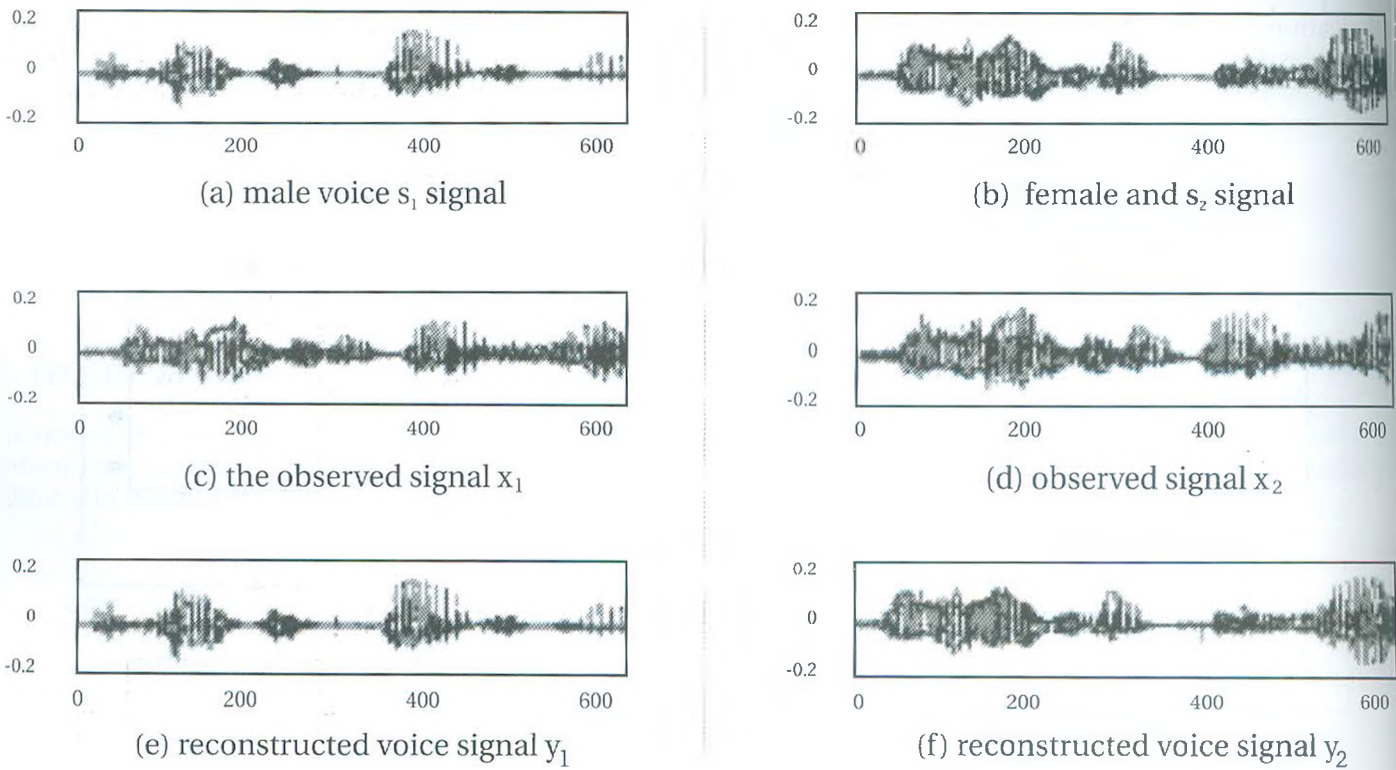 0.2
0
-0.2
0 200 400 600
(a) male voice s₁ signal
0.2
0
-0.2
0 200 400 600
(b) female and s₂ signal
0.2
0
-0.2
0 200 400 600
(c) the observed signal x₁
0.2
0
-0.2
0 200 400 600
(d) observed signal x₂
0.2
0
-0.2
0 200 400 600
(e) reconstructed voice signal y₁
0.2
0
-0.2
0 200 400 600
(f) reconstructed voice signal y₂